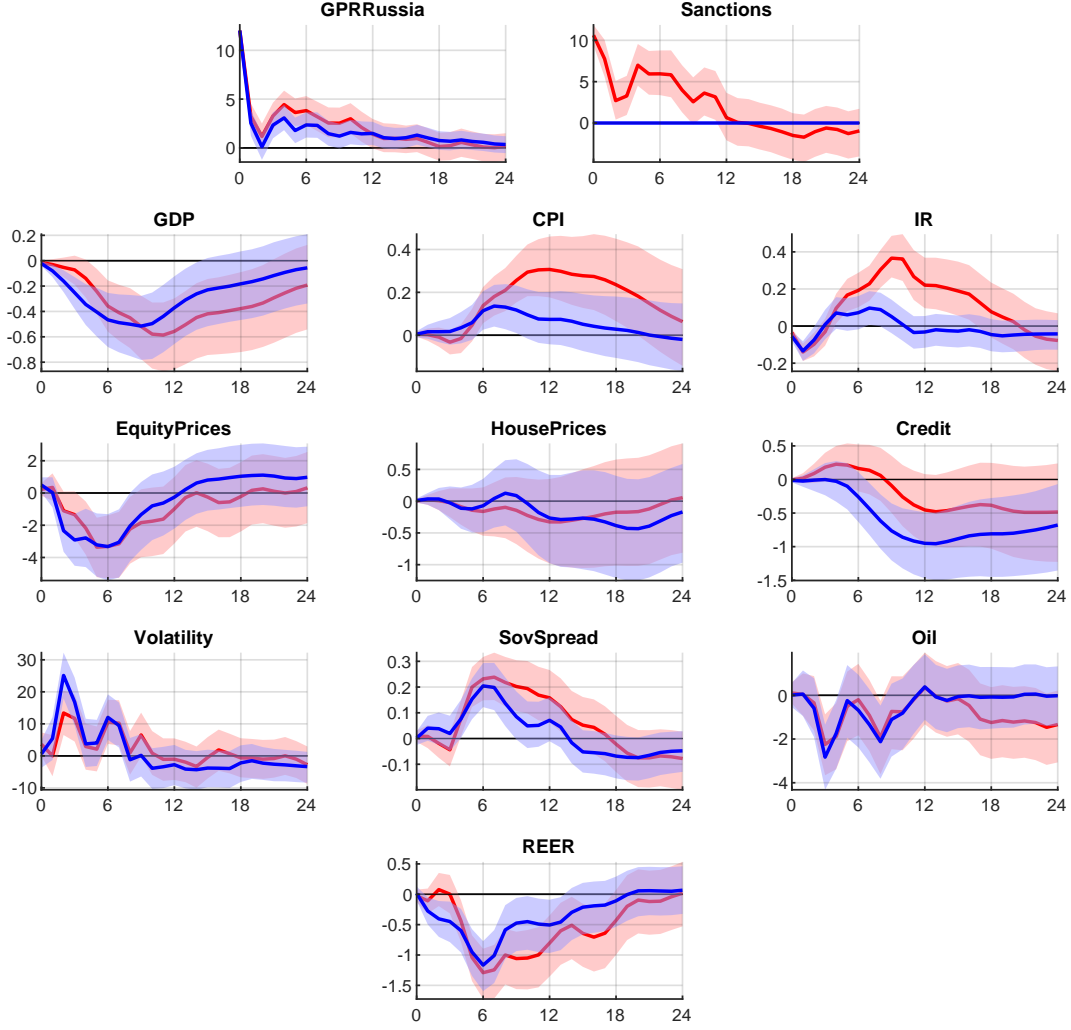 GPRRussia Sanctions
10 10
5 5
0 0
0 6 12 18 24 0 6 12 18 24
GDP CPI IR
0.2 0.4 0.4
0 0.2 0.2
-0.2 0 0
-0.4 -0.2
-0.6
-0.8
0 6 12 18 24 0 6 12 18 24 0 6 12 18 24
EquityPrices HousePrices Credit
2 0.5 0.5
0 0 0
-2 -0.5 -0.5
-4 -1 -1
-1.5
0 6 12 18 24 0 6 12 18 24 0 6 12 18 24
Volatility SovSpread Oil
30 0.3 0
20 0.2 -2
10 0.1 -4
0 0
-10 -0.1
0 6 12 18 24 0 6 12 18 24 0 6 12 18 24
REER
0.5
0
-0.5
-1
-1.5
0 6 12 18 24